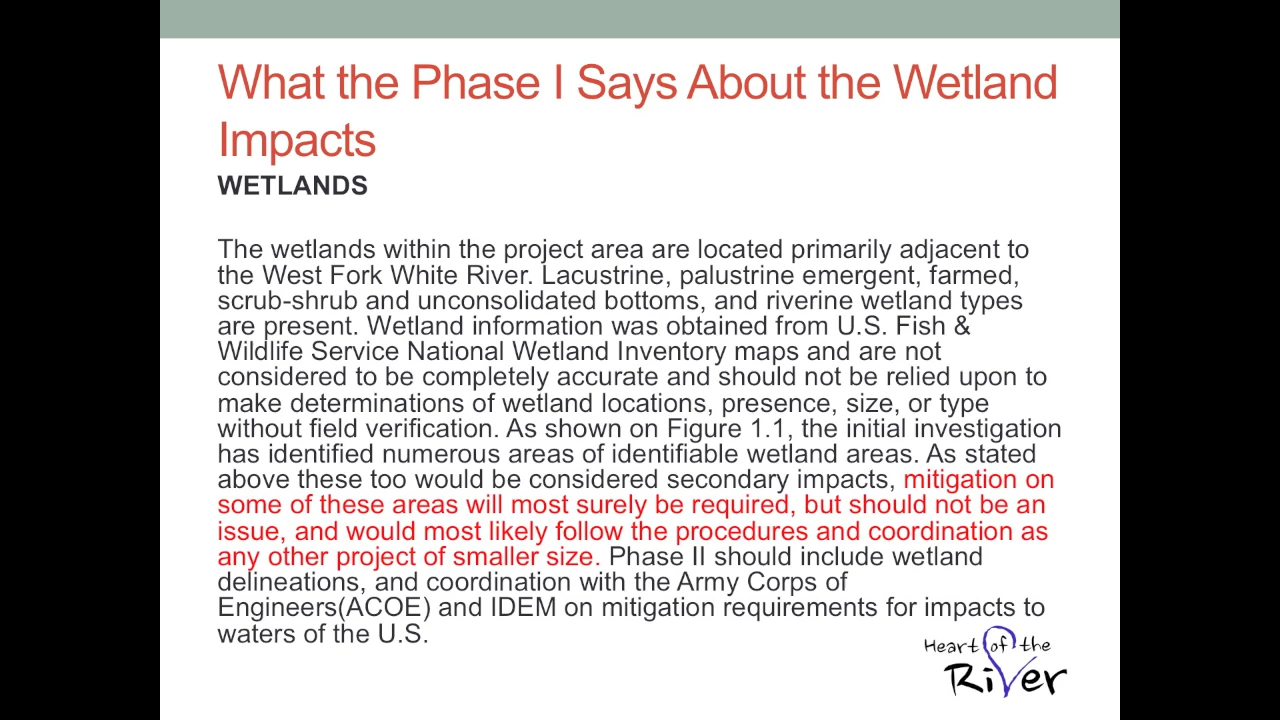 What the Phase I Says About the Wetland
Impacts
WETLANDS
The wetlands within the project area are located primarily adjacent to
the West Fork White River. Lacustrine, palustrine emergent, farmed,
scrub-shrub and unconsolidated bottoms, and riverine wetland types
are present. Wetland information was obtained from U.S. Fish &
Wildlife Service National Wetland Inventory maps and are not
considered to be completely accurate and should not be relied upon to
make determinations of wetland locations, presence, size, or type
without field verification. As shown on Figure 1.1, the initial investigation
has identified numerous areas of identifiable wetland areas. As stated
above these too would be considered secondary impacts, mitigation on
some of these areas will most surely be required, but should not be an
issue, and would most likely follow the procedures and coordination as
any other project of smaller size. Phase II should include wetland
delineations, and coordination with the Army Corps of
Engineers(ACOE) and IDEM on mitigation requirements for impacts to
waters of the U.S.
Heart of the
River